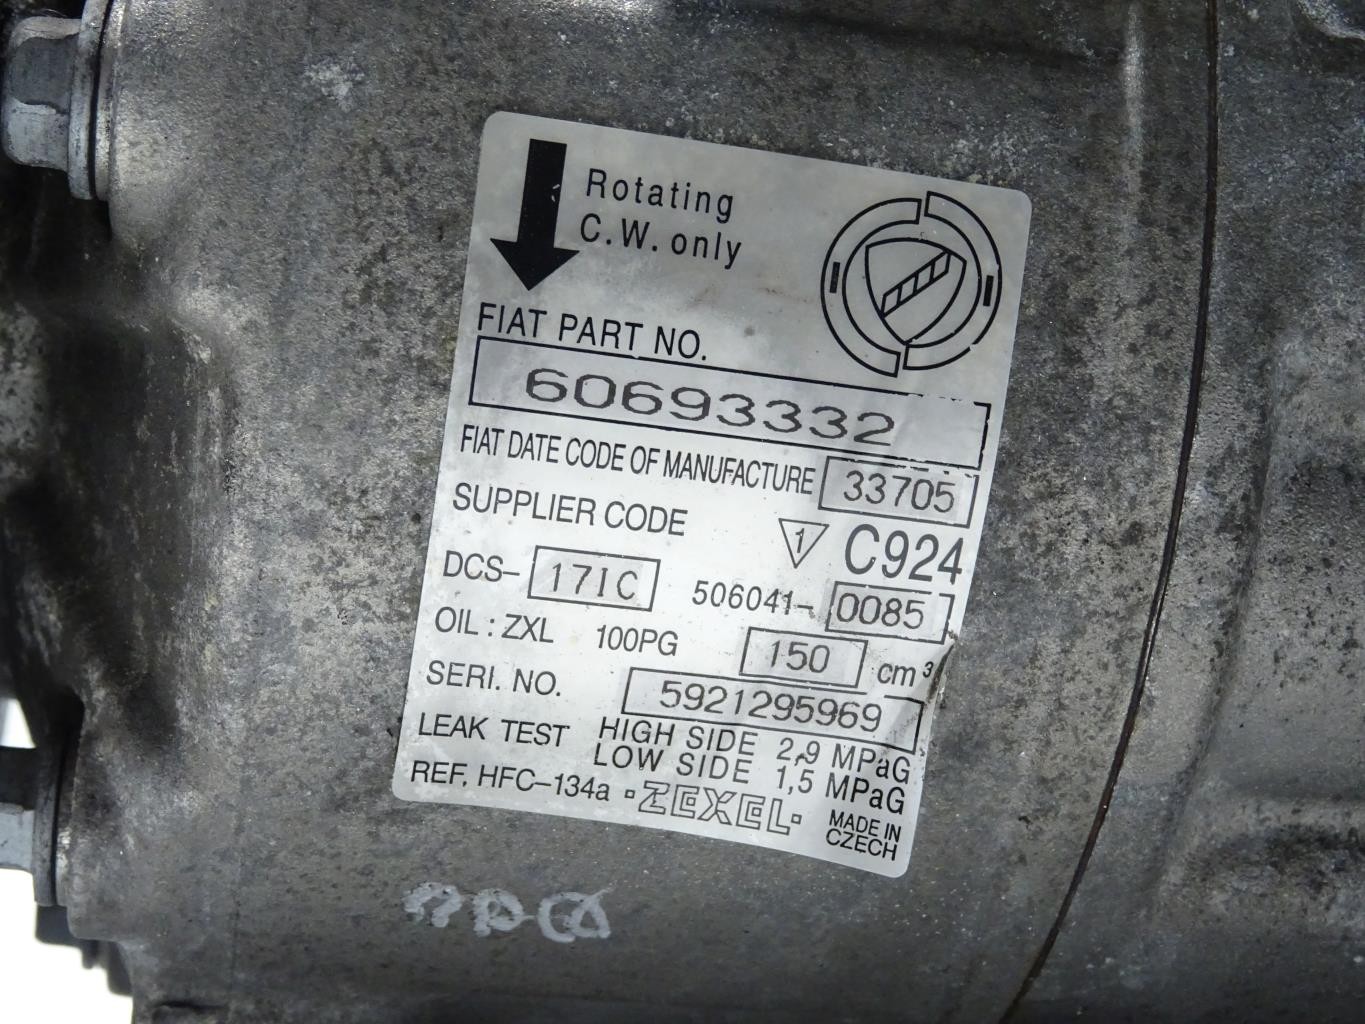 Rotating
C.W. only
FIAT PART NO.
60693332
FIAT DATE CODE OF MANUFACTURE 33705
SUPPLIER CODE 1 C924
DCS- 17IC 506041- 0085
OIL : ZXL 100PG 150 cm³
SERI. NO. 5921295969
LEAK TEST HIGH SIDE 2,9 MPaG
LOW SIDE 1,5 MPaG
REF, HFC-134a ·ZEXEL· MADE IN
CZECH